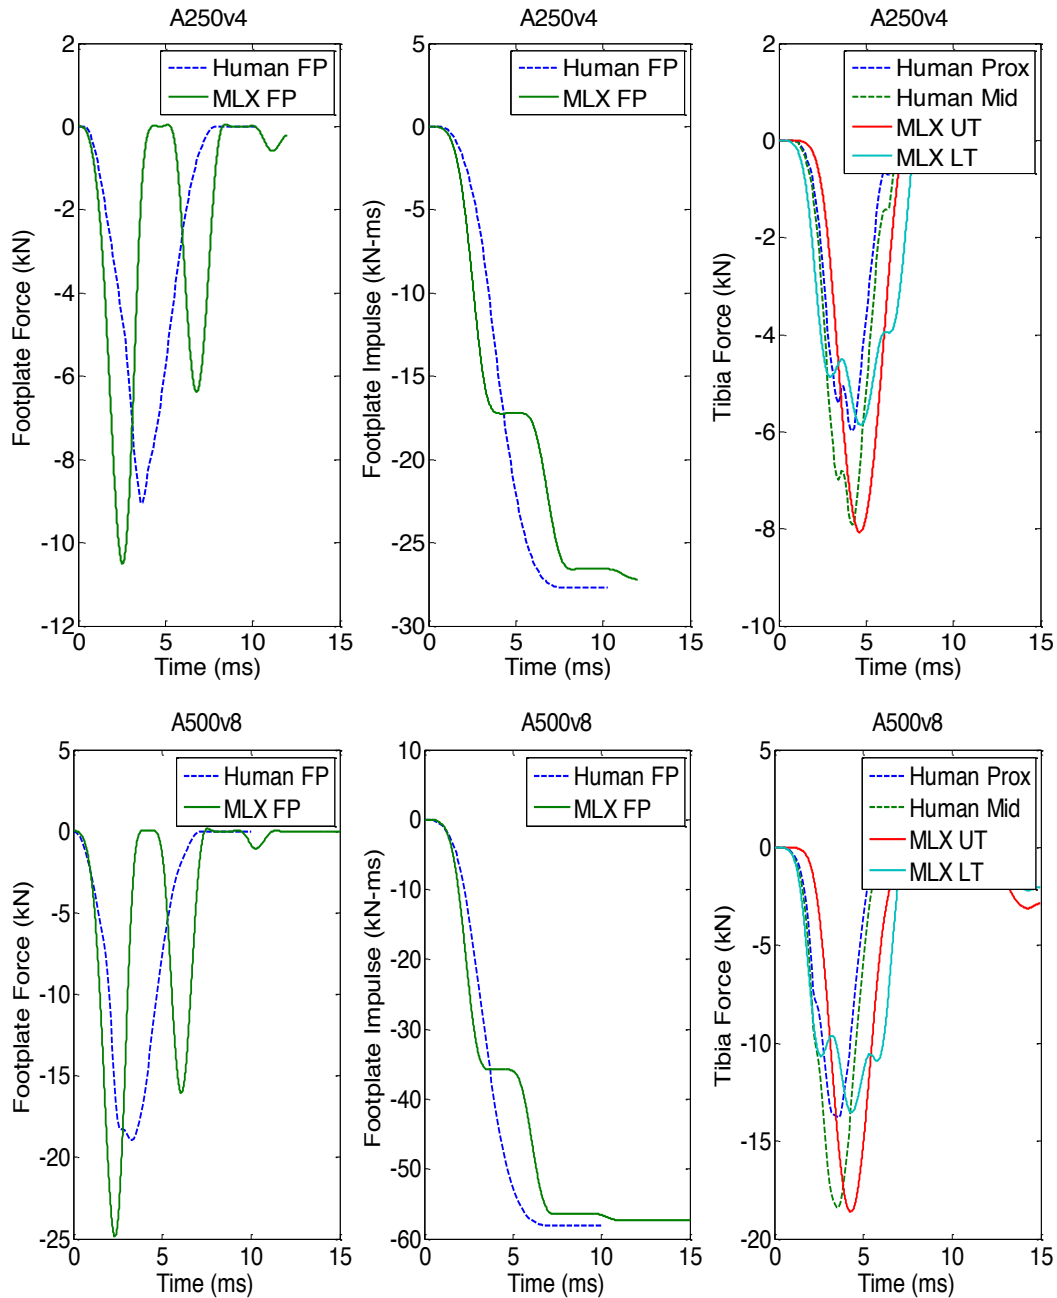 A250v4
2
0
-2
-4
-6
-8
-10
-12
0
5
10
15
Footplate Force (kN)
Time (ms)
Human FP
MLX FP
A250v4
5
0
-5
-10
-15
-20
-25
-30
0
5
10
15
Footplate Impulse (kN-ms)
Time (ms)
Human FP
MLX FP
A250v4
2
0
-2
-4
-6
-8
-10
0
5
10
15
Tibia Force (kN)
Time (ms)
Human Prox
Human Mid
MLX UT
MLX LT
A500v8
5
0
-5
-10
-15
-20
-25
0
5
10
15
Footplate Force (kN)
Time (ms)
Human FP
MLX FP
A500v8
10
0
-10
-20
-30
-40
-50
-60
0
5
10
15
Footplate Impulse (kN-ms)
Time (ms)
Human FP
MLX FP
A500v8
5
0
-5
-10
-15
-20
0
5
10
15
Tibia Force (kN)
Time (ms)
Human Prox
Human Mid
MLX UT
MLX LT